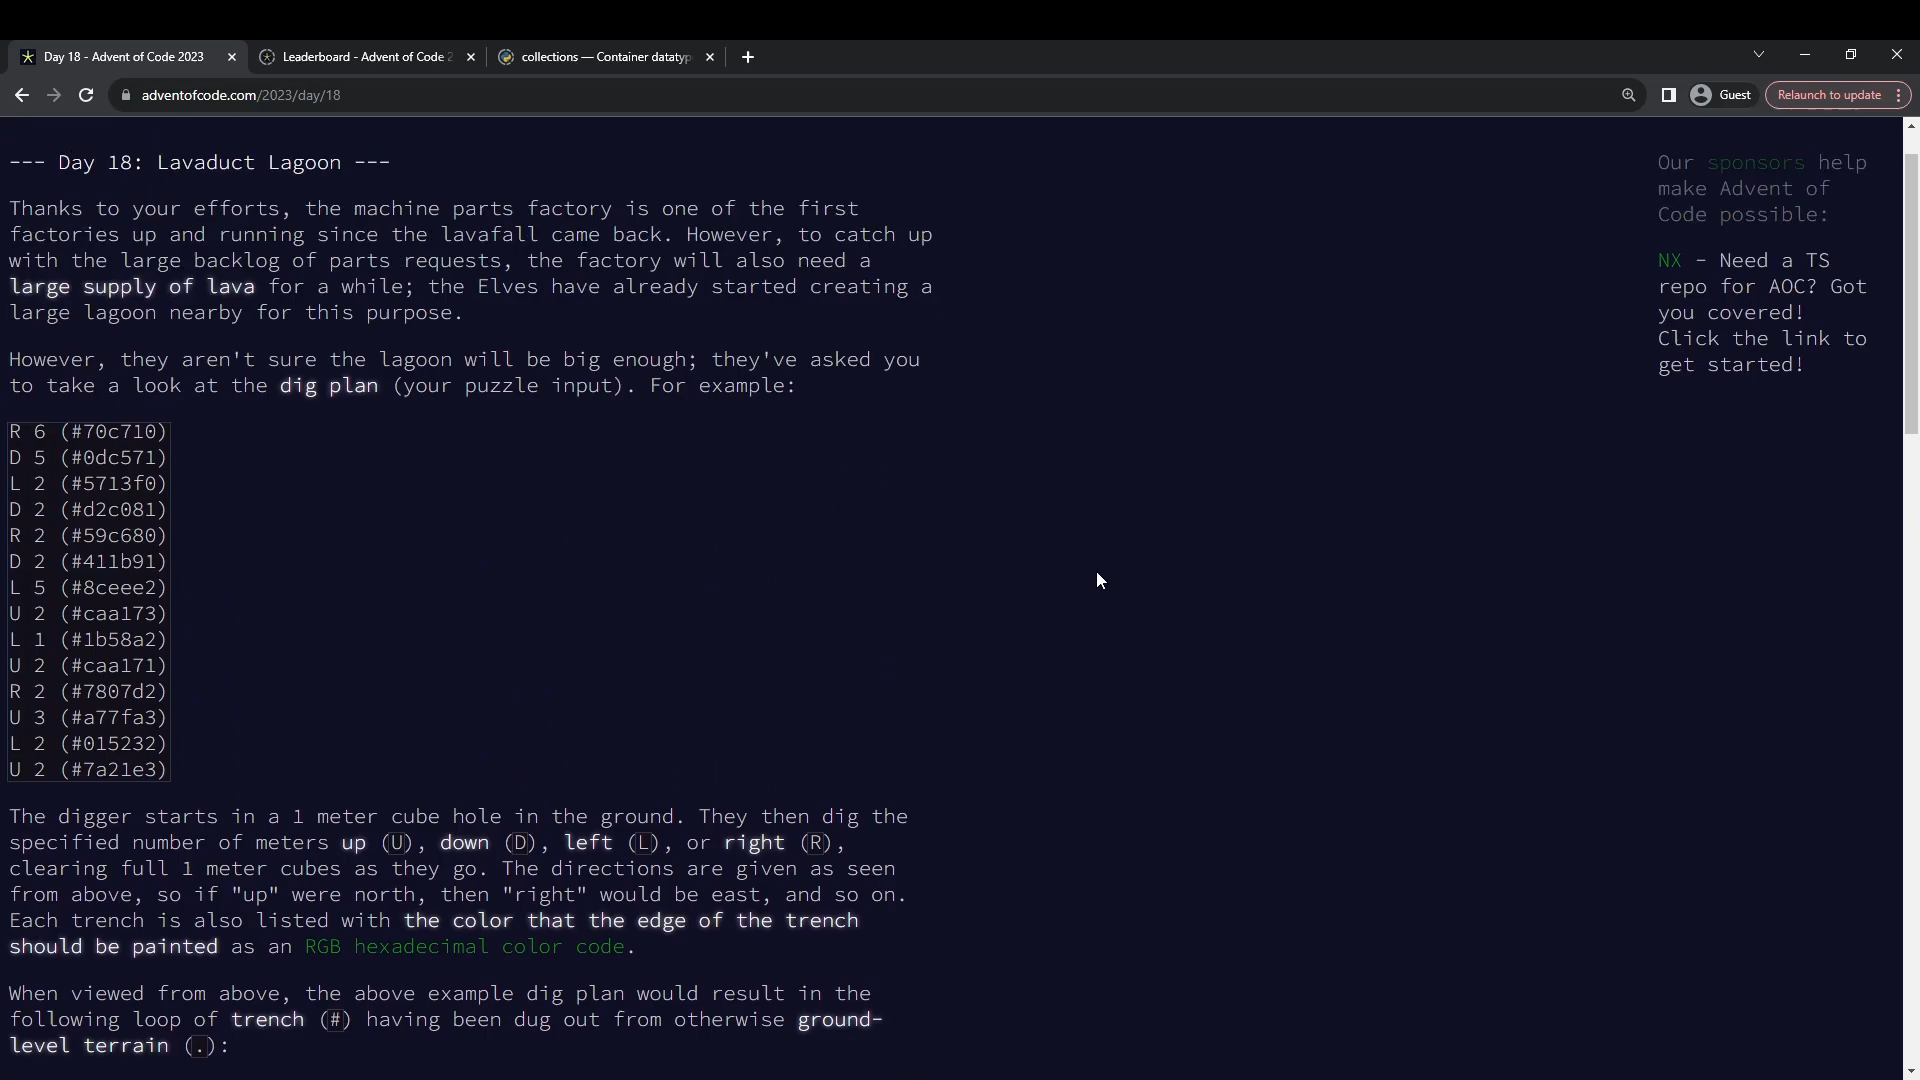 Day 18 - Advent of Code 2023
Leaderboard - Advent of Code 2
collections — Container datatyp
adventofcode.com/2023/day/18
Guest
Relaunch to update
--- Day 18: Lavaduct Lagoon ---
Thanks to your efforts, the machine parts factory is one of the first
factories up and running since the lavafall came back. However, to catch up
with the large backlog of parts requests, the factory will also need a
large supply of lava for a while; the Elves have already started creating a
large lagoon nearby for this purpose.
However, they aren't sure the lagoon will be big enough; they've asked you
to take a look at the dig plan (your puzzle input). For example:
R 6 (#70c710)
D 5 (#0dc571)
L 2 (#5713f0)
D 2 (#d2c081)
R 2 (#59c680)
D 2 (#411b91)
L 5 (#8ceee2)
U 2 (#caa173)
L 1 (#1b58a2)
U 2 (#caa171)
R 2 (#7807d2)
U 3 (#a77fa3)
L 2 (#015232)
U 2 (#7a21e3)
The digger starts in a 1 meter cube hole in the ground. They then dig the
specified number of meters up (U), down (D), left (L), or right (R),
clearing full 1 meter cubes as they go. The directions are given as seen
from above, so if "up" were north, then "right" would be east, and so on.
Each trench is also listed with the color that the edge of the trench
should be painted as an RGB hexadecimal color code.
When viewed from above, the above example dig plan would result in the
following loop of trench (#) having been dug out from otherwise ground-
level terrain (.):
Our sponsors help
make Advent of
Code possible:
NX - Need a TS
repo for AOC? Got
you covered!
Click the link to
get started!